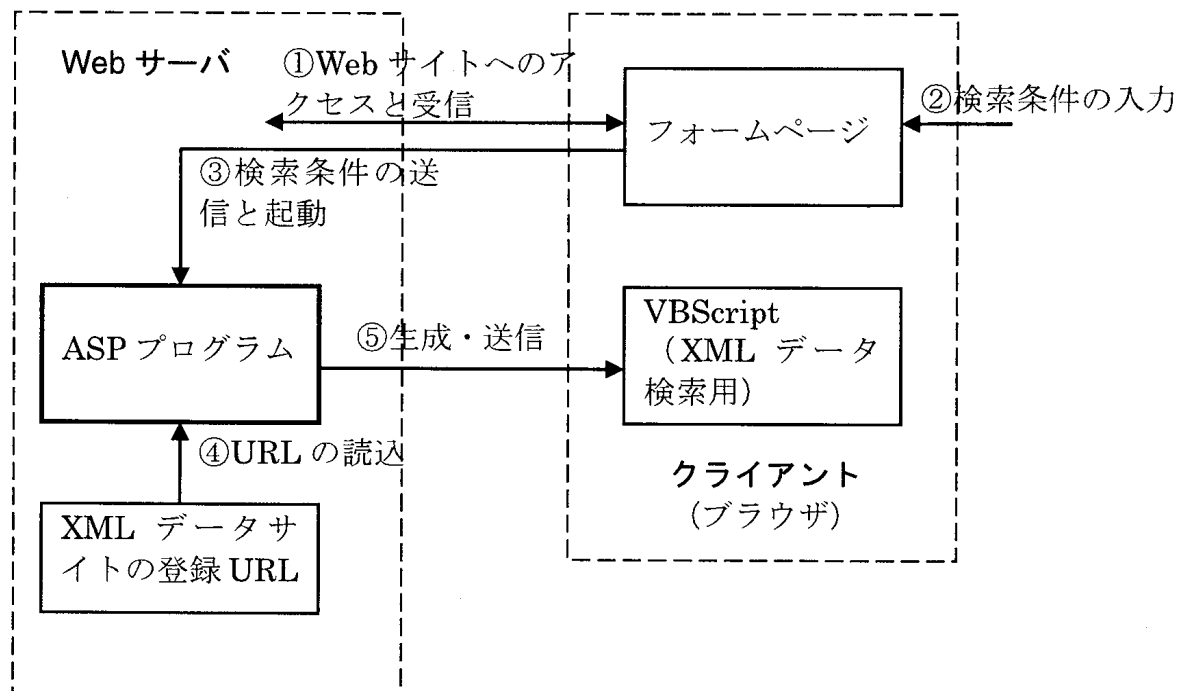 Web サーバ
①Web サイトへのア
クセスと受信
フォームページ
②検索条件の入力
③検索条件の送
信と起動
ASP プログラム
⑤生成・送信
VBScript
（XML データ
検索用）
④URL の読込
クライアント
（ブラウザ）
XML データサ
イトの登録 URL